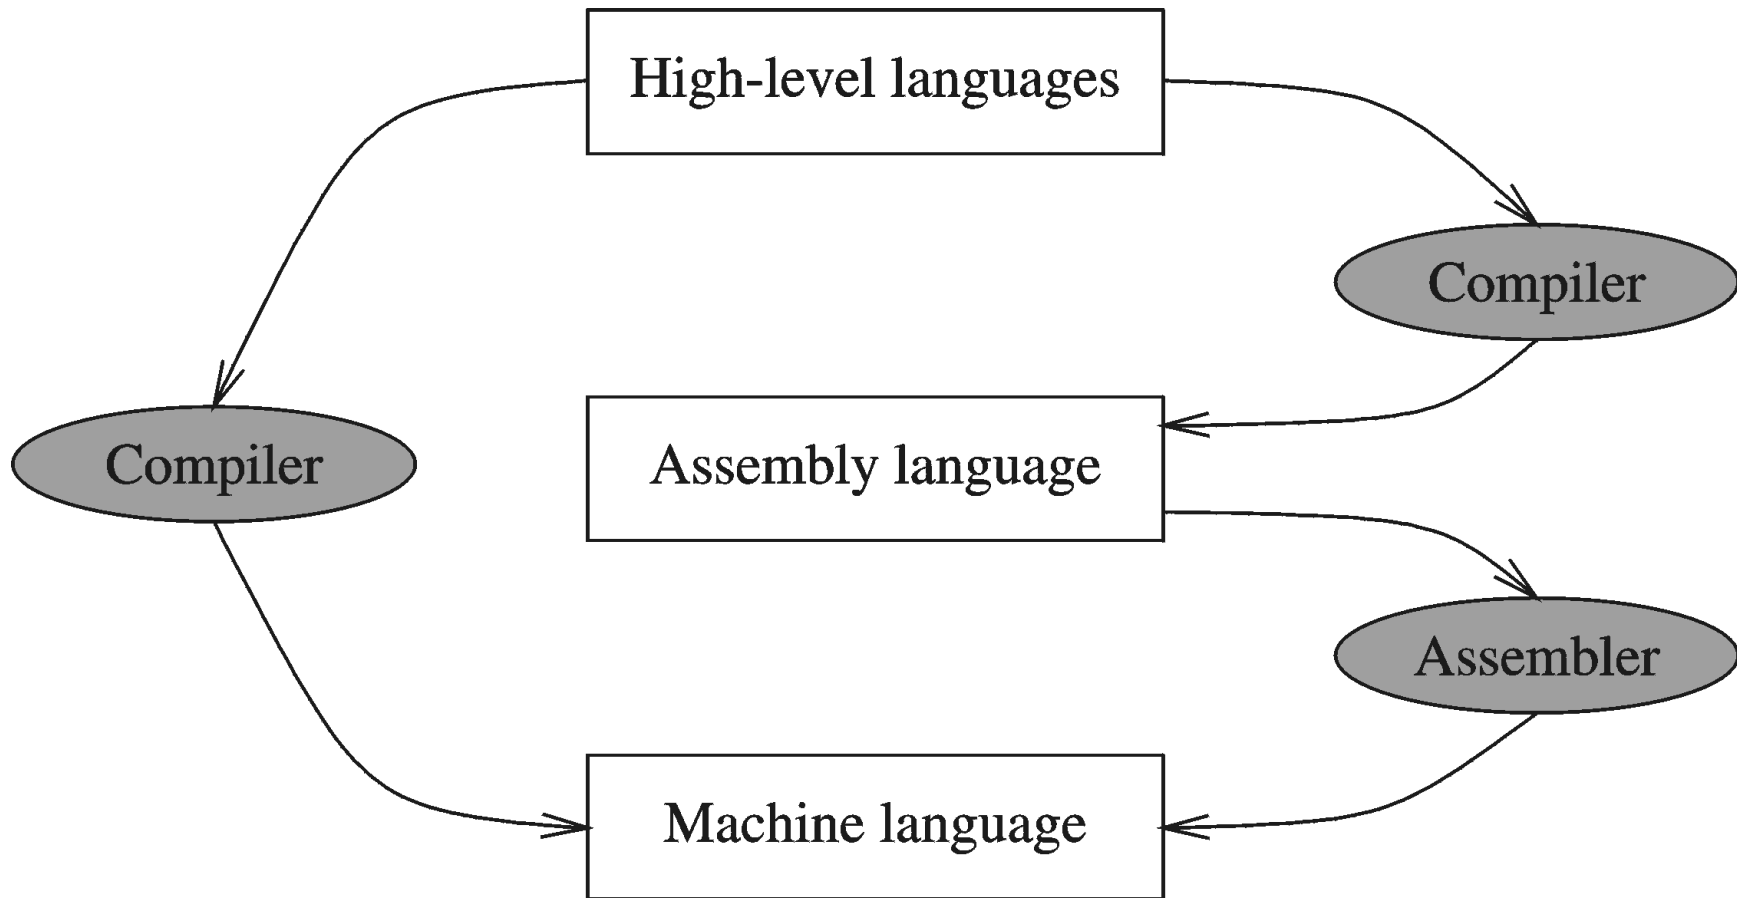 High-level languages
Compiler
Compiler
Assembly language
Assembler
Machine language